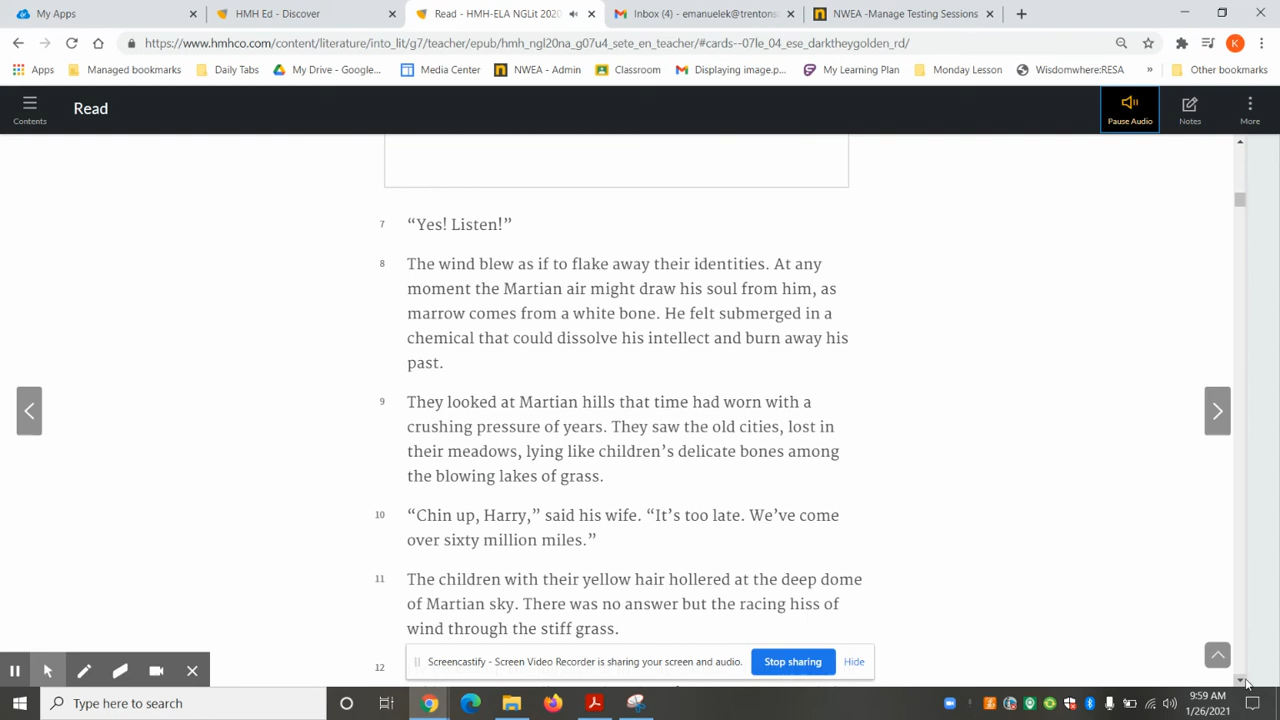 My Apps
HMH Ed - Discover
Read - HMH-ELA NGLit 2020
Inbox (4) - emanuelek@trentons
NWEA -Manage Testing Sessions
https://www.hmhco.com/content/literature/into_lit/g7/teacher/epub/hmh_ngl20na_g07u4_sete_en_teacher/#cards--07le_04_ese_darktheygolden_rd/
K
Apps
Managed bookmarks
Daily Tabs
My Drive - Google...
Media Center
NWEA - Admin
Classroom
Displaying image.p...
My Learning Plan
Monday Lesson
Wisdomwhere:RESA
»
Other bookmarks
Contents
Read
Pause Audio
Notes
More
7 “Yes! Listen!”
8 The wind blew as if to flake away their identities. At any
moment the Martian air might draw his soul from him, as
marrow comes from a white bone. He felt submerged in a
chemical that could dissolve his intellect and burn away his
past.
9 They looked at Martian hills that time had worn with a
crushing pressure of years. They saw the old cities, lost in
their meadows, lying like children’s delicate bones among
the blowing lakes of grass.
10 “Chin up, Harry,” said his wife. “It’s too late. We’ve come
over sixty million miles.”
11 The children with their yellow hair hollered at the deep dome
of Martian sky. There was no answer but the racing hiss of
wind through the stiff grass.
12
Screencastify - Screen Video Recorder is sharing your screen and audio.
Stop sharing
Hide
Type here to search
9:59 AM
1/26/2021